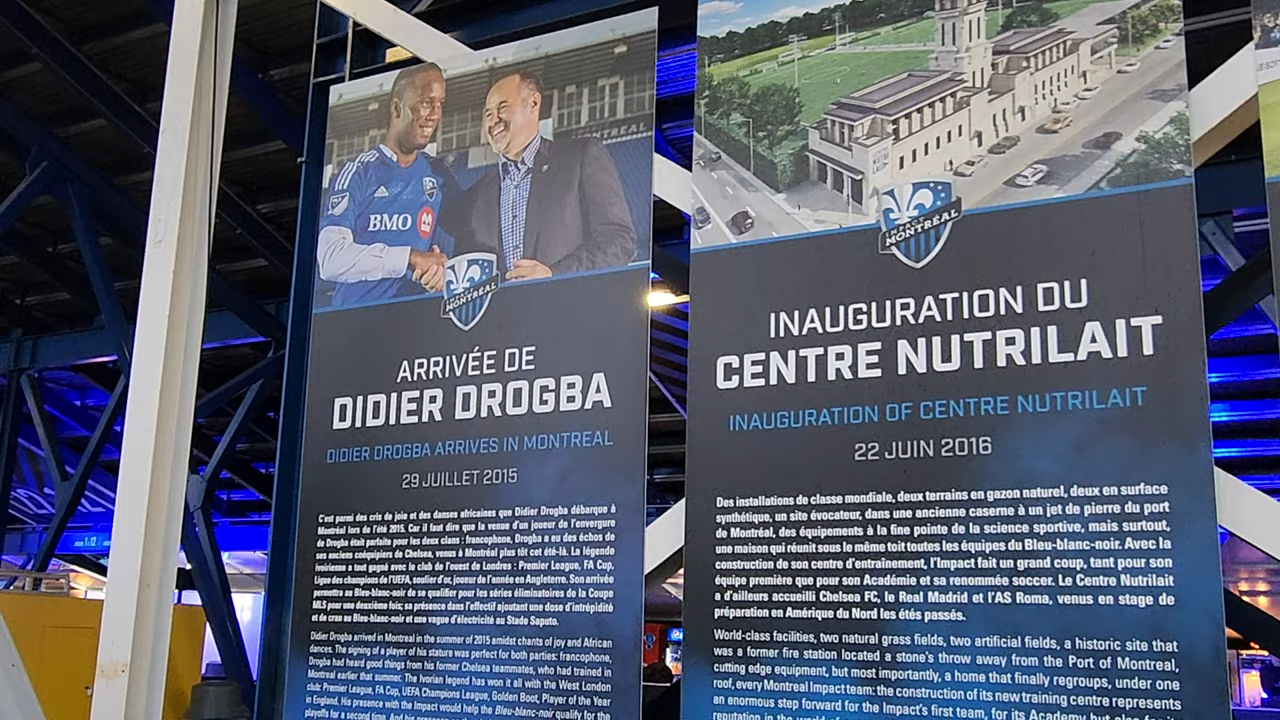 MONTRÉAL
BMO
IMPACT
MONTRÉAL
ARRIVÉE DE
DIDIER DROGBA
DIDIER DROGBA ARRIVES IN MONTREAL
29 JUILLET 2015
C'est parmi des cris de joie et des danses africaines que Didier Drogba débarque à
Montréal lors de l'été 2015. Car il faut dire que la venue d'un joueur de l'envergure
de Drogba était parfaite pour les deux clans : francophone, Drogba a eu des échos de
ses anciens coéquipiers de Chelsea, venus à Montréal plus tôt cet été-là. La légende
ivoirienne a tout gagné avec le club de l'ouest de Londres : Premier League, FA Cup,
Ligue des champions de l'UEFA, soulier d'or, joueur de l'année en Angleterre. Son arrivée
permettra au Bleu-blanc-noir de se qualifier pour les séries éliminatoires de la Coupe
MLS pour une deuxième fois; sa présence dans l'effectif ajoutant une dose d'intrépidité
et de cran au Bleu-blanc-noir et une vague d'électricité au Stade Saputo.
Didier Drogba arrived in Montreal in the summer of 2015 amidst chants of joy and African
dances. The signing of a player of his stature was perfect for both parties: francophone,
Drogba had heard good things from his former Chelsea teammates, who had trained in
Montreal earlier that summer. The Ivorian legend has won it all with the West London
club: Premier League, FA Cup, UEFA Champions League, Golden Boot, Player of the Year
in England. His presence with the Impact would help the Bleu-blanc-noir qualify for the
playoffs for a second time. And his presence
IMPACT
MONTRÉAL
INAUGURATION DU
CENTRE NUTRILAIT
INAUGURATION OF CENTRE NUTRILAIT
22 JUIN 2016
Des installations de classe mondiale, deux terrains en gazon naturel, deux en surface
synthétique, un site évocateur, dans une ancienne caserne à un jet de pierre du port
de Montréal, des équipements à la fine pointe de la science sportive, mais surtout,
une maison qui réunit sous le même toit toutes les équipes du Bleu-blanc-noir. Avec la
construction de son centre d'entraînement, l'Impact fait un grand coup, tant pour son
équipe première que pour son Académie et sa renommée soccer. Le Centre Nutrilait
a d'ailleurs accueilli Chelsea FC, le Real Madrid et l'AS Roma, venus en stage de
préparation en Amérique du Nord les étés passés.
World-class facilities, two natural grass fields, two artificial fields, a historic site that
was a former fire station located a stone's throw away from the Port of Montreal,
cutting edge equipment, but most importantly, a home that finally regroups, under one
roof, every Montreal Impact team: the construction of its new training centre represents
an enormous step forward for the Impact's first team, for its Academy but also for its
reputation in the world of